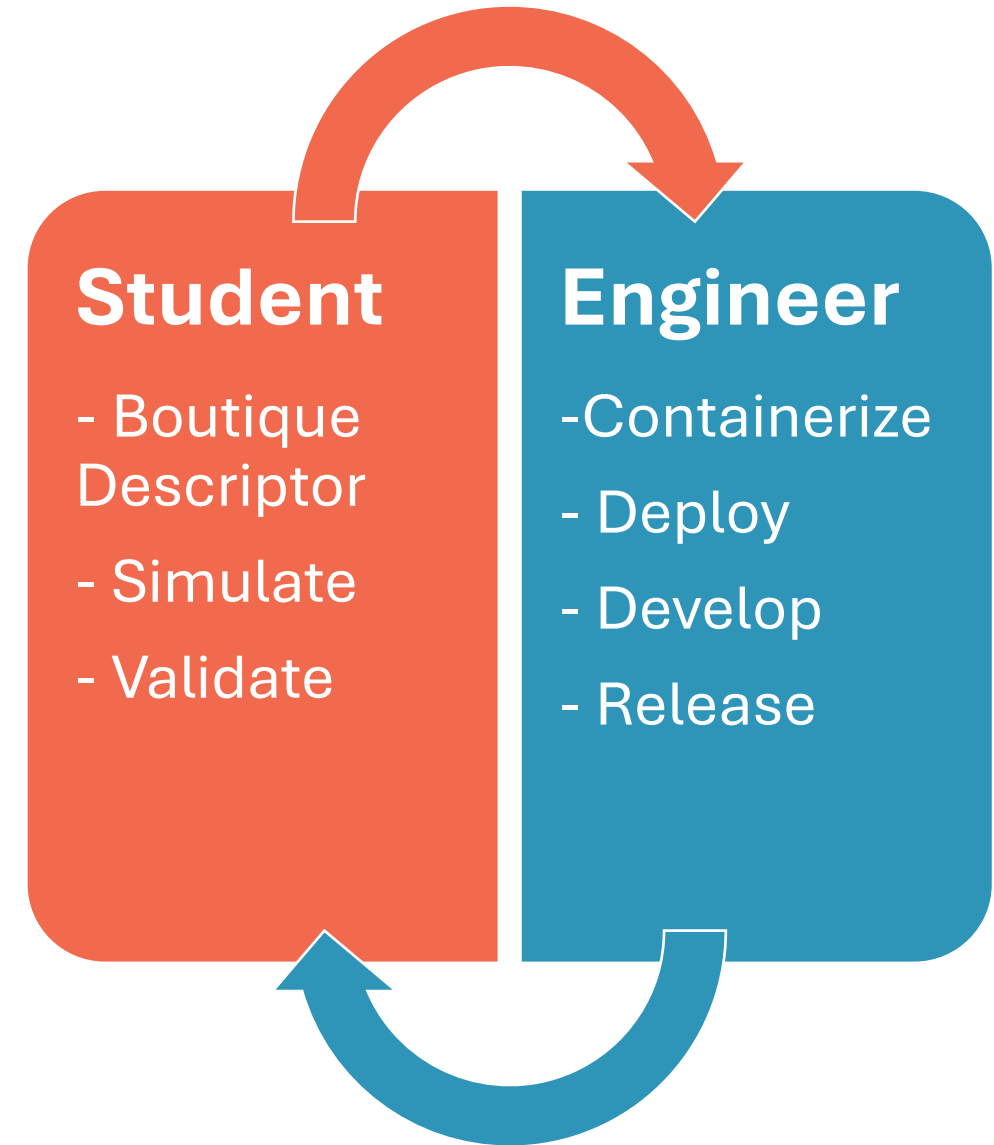 Student
- Boutique
Descriptor
- Simulate
- Validate
Engineer
-Containerize
- Deploy
- Develop
- Release